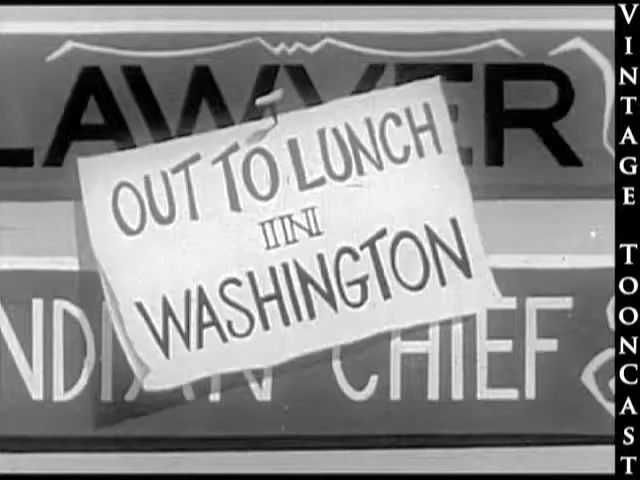 LAWYER
OUT TO LUNCH
IN
WASHINGTON
NDIAN CHIEF
VINTAGE TOONCAST